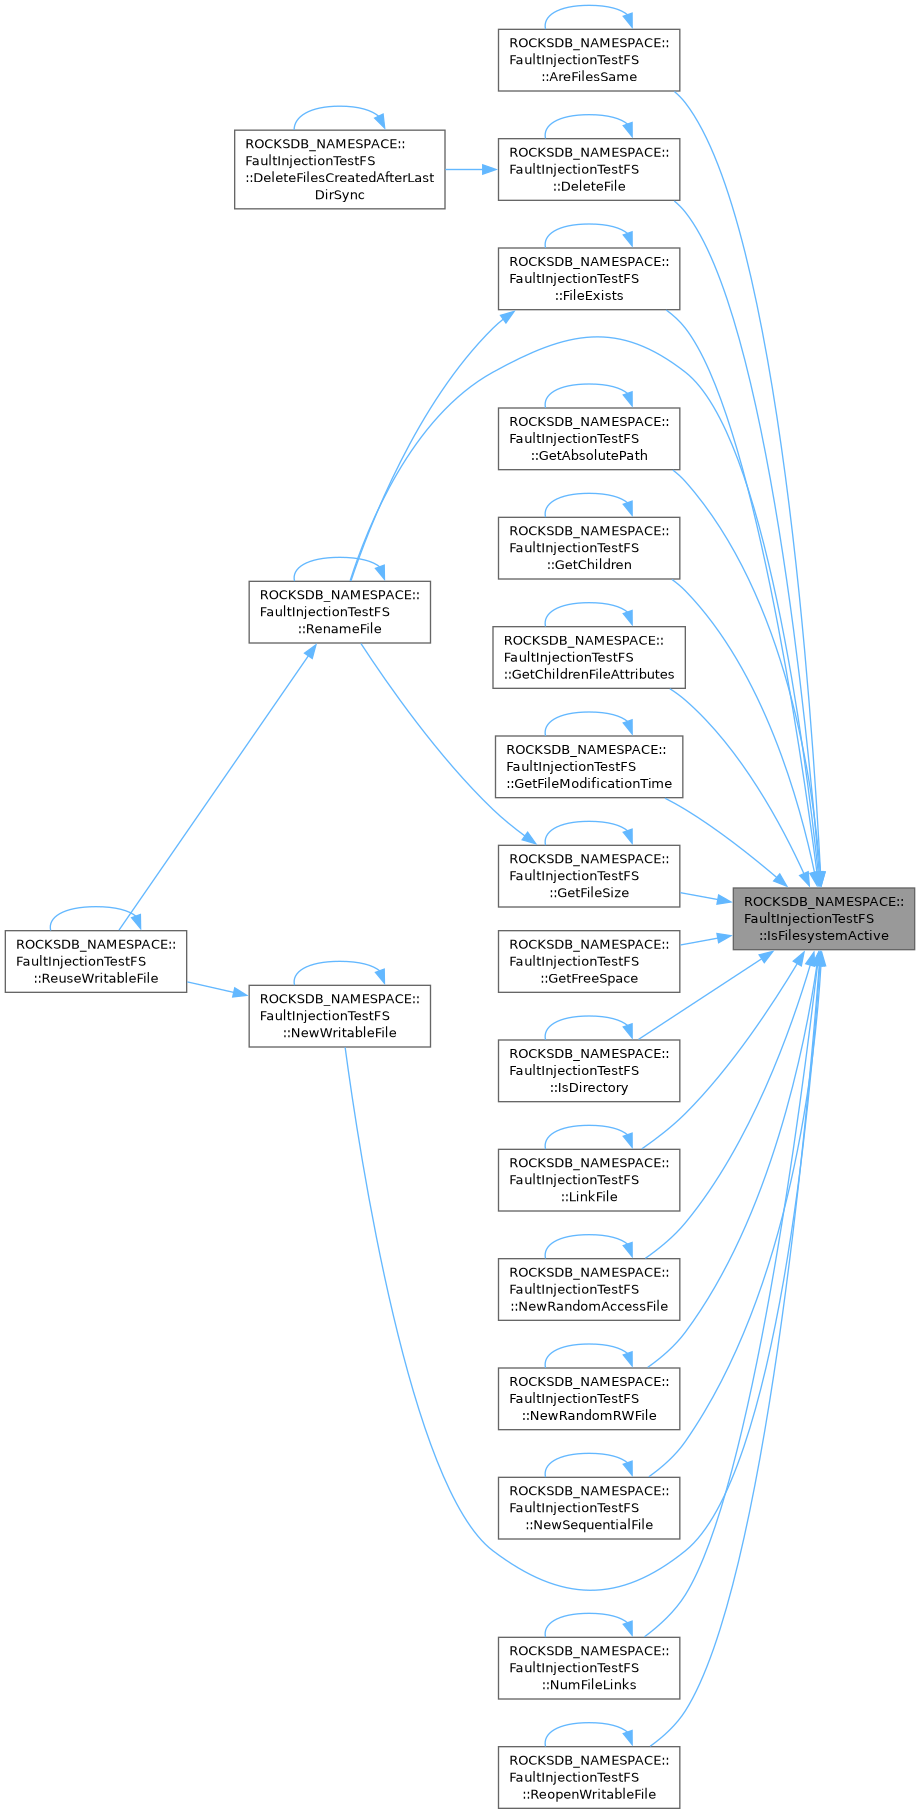 ROCKSDB_NAMESPACE::
FaultInjectionTestFS
::AreFilesSame
ROCKSDB_NAMESPACE::
FaultInjectionTestFS
::DeleteFilesCreatedAfterLast
DirSync
ROCKSDB_NAMESPACE::
FaultInjectionTestFS
::DeleteFile
ROCKSDB_NAMESPACE::
FaultInjectionTestFS
::FileExists
ROCKSDB_NAMESPACE::
FaultInjectionTestFS
::GetAbsolutePath
ROCKSDB_NAMESPACE::
FaultInjectionTestFS
::GetChildren
ROCKSDB_NAMESPACE::
FaultInjectionTestFS
::RenameFile
ROCKSDB_NAMESPACE::
FaultInjectionTestFS
::GetChildrenFileAttributes
ROCKSDB_NAMESPACE::
FaultInjectionTestFS
::GetFileModificationTime
ROCKSDB_NAMESPACE::
FaultInjectionTestFS
::GetFileSize
ROCKSDB_NAMESPACE::
FaultInjectionTestFS
::IsFilesystemActive
ROCKSDB_NAMESPACE::
FaultInjectionTestFS
::ReuseWritableFile
ROCKSDB_NAMESPACE::
FaultInjectionTestFS
::GetFreeSpace
ROCKSDB_NAMESPACE::
FaultInjectionTestFS
::NewWritableFile
ROCKSDB_NAMESPACE::
FaultInjectionTestFS
::IsDirectory
ROCKSDB_NAMESPACE::
FaultInjectionTestFS
::LinkFile
ROCKSDB_NAMESPACE::
FaultInjectionTestFS
::NewRandomAccessFile
ROCKSDB_NAMESPACE::
FaultInjectionTestFS
::NewRandomRWFile
ROCKSDB_NAMESPACE::
FaultInjectionTestFS
::NewSequentialFile
ROCKSDB_NAMESPACE::
FaultInjectionTestFS
::NumFileLinks
ROCKSDB_NAMESPACE::
FaultInjectionTestFS
::ReopenWritableFile